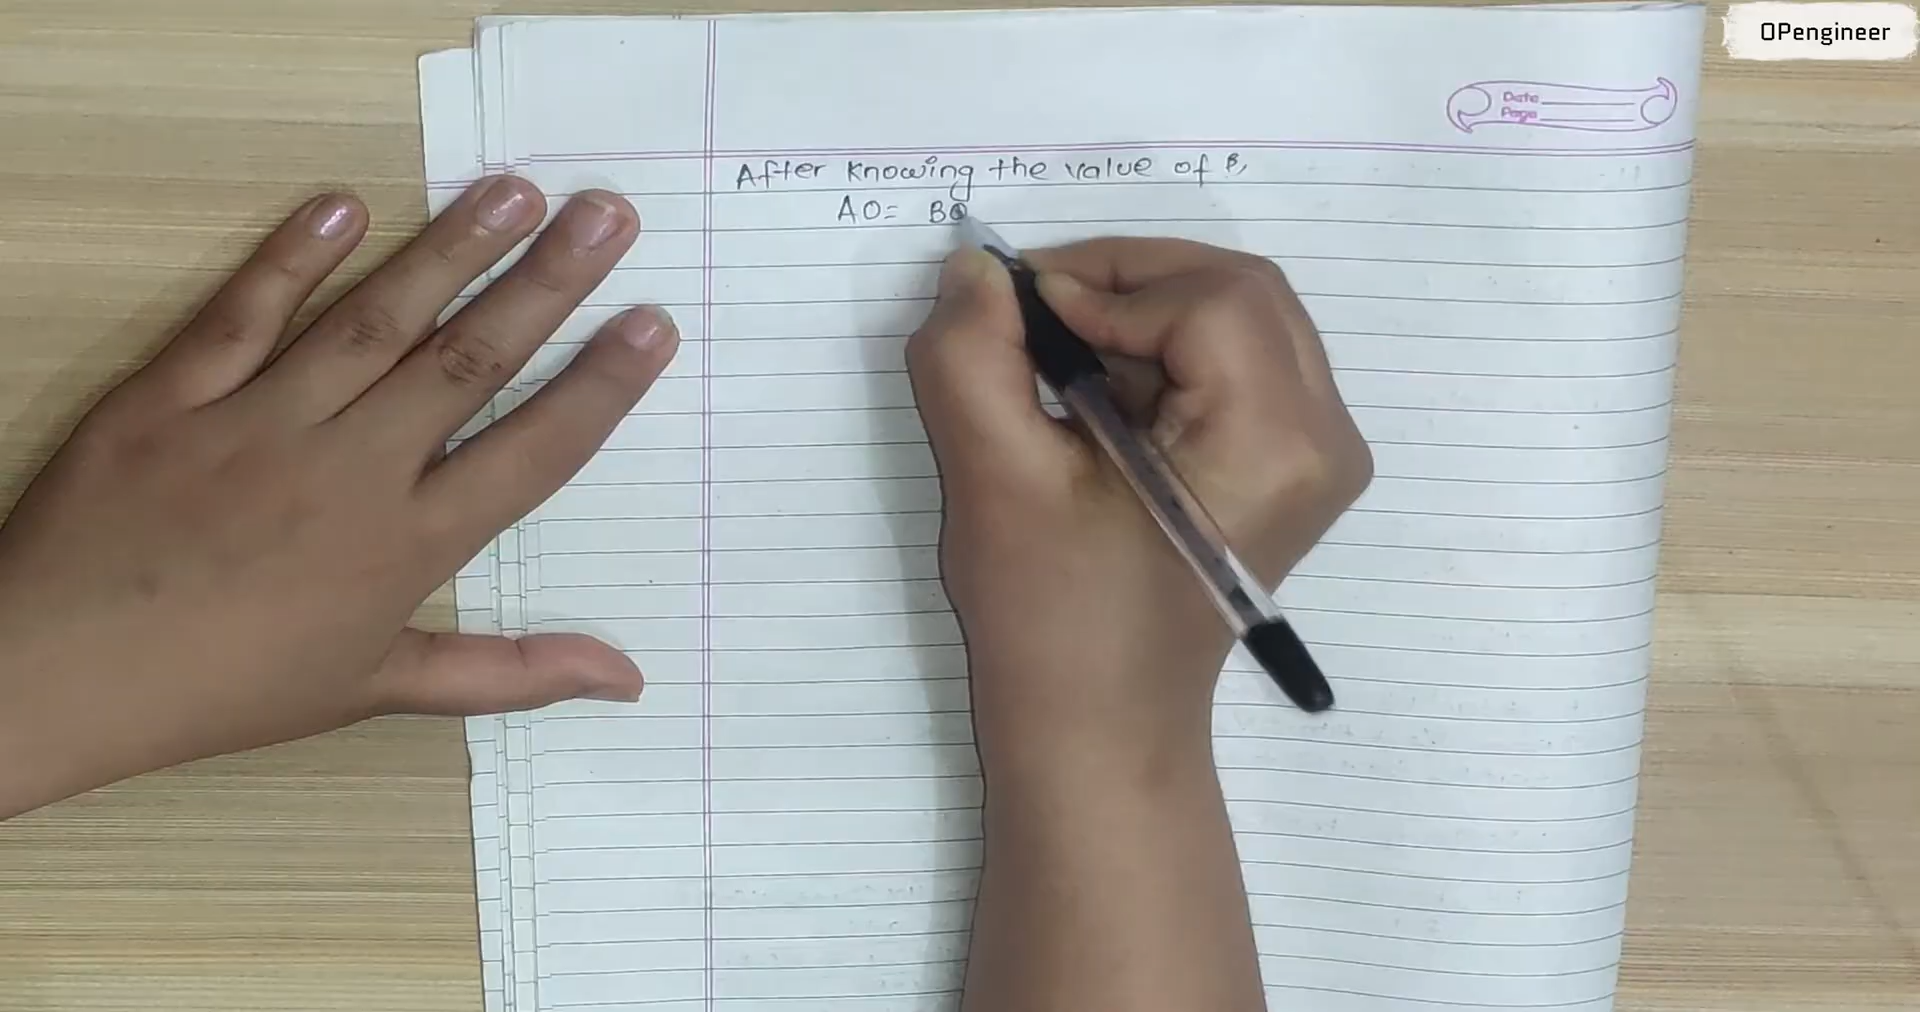 OPengineer
Date
Page
After Knowing the value of β,
AO= BO